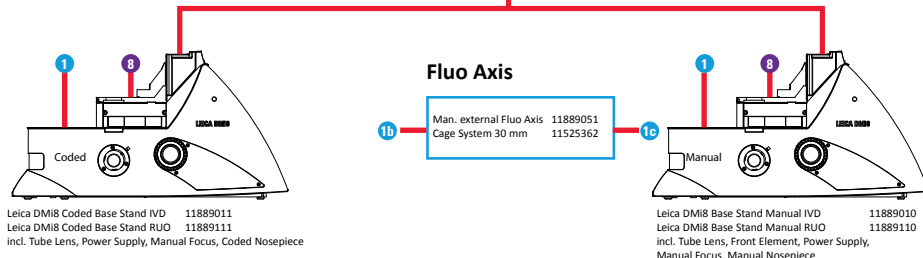 1
8
1
8
Fluo Axis
LEICA DMi8
LEICA DMi8
1b
Man. external Fluo Axis 11889051
Cage System 30 mm 11525362
1c
Coded
Manual
Leica DMi8 Coded Base Stand IVD 11889011
Leica DMi8 Coded Base Stand RUO 11889111
incl. Tube Lens, Power Supply, Manual Focus, Coded Nosepiece
Leica DMi8 Base Stand Manual IVD 11889010
Leica DMi8 Base Stand Manual RUO 11889110
incl. Tube Lens, Front Element, Power Supply,
Manual Focus, Manual Nosepiece